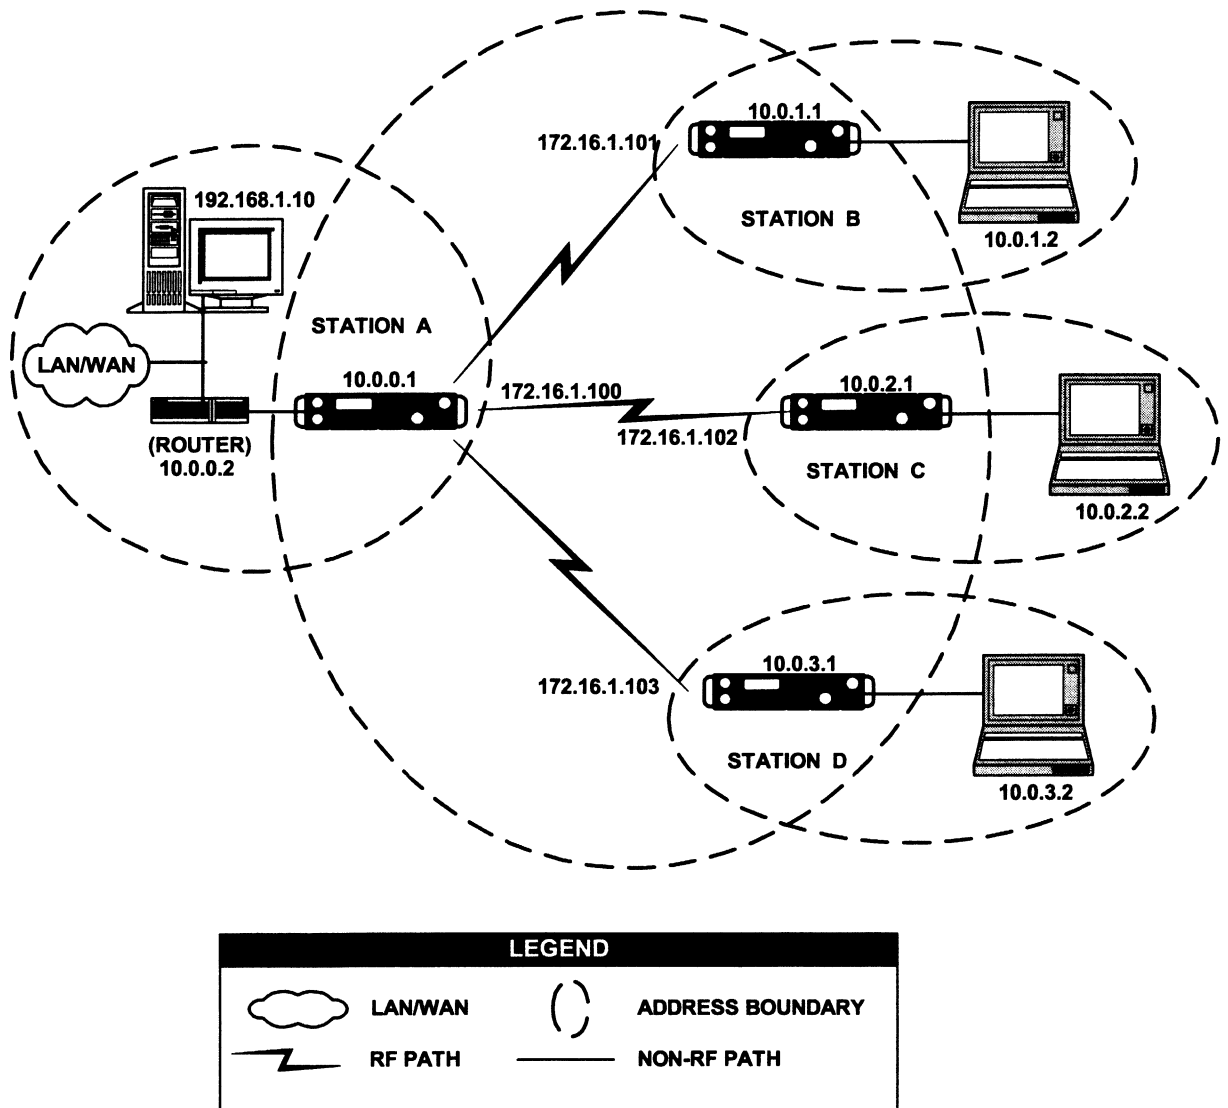 10.0.1.1
172.16.1.101
192.168.1.10
STATION B
10.0.1.2
STATION A
LAN/WAN
10.0.0.1
172.16.1.100
10.0.2.1
(ROUTER)
10.0.0.2
172.16.1.102
STATION C
10.0.2.2
10.0.3.1
172.16.1.103
STATION D
10.0.3.2
LEGEND
LAN/WAN
ADDRESS BOUNDARY
RF PATH
NON-RF PATH